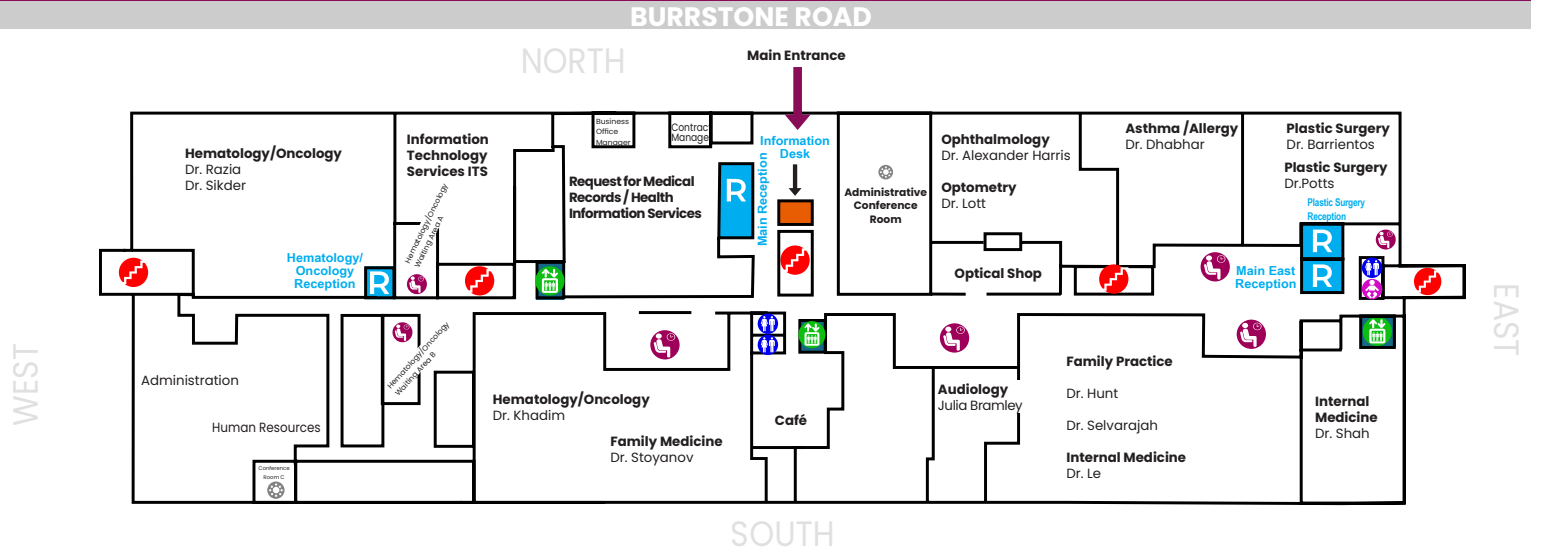 BURRSTONE ROAD
NORTH
Main Entrance
Hematology/Oncology
Dr. Razia
Dr. Sikder
Hematology/
Oncology
Reception
R
Information
Technology
Services ITS
Hematology/Oncology
Waiting Area A
Business
Office
Manager
Contrac
Manage
Request for Medical
Records / Health
Information Services
R
Main Reception
Information
Desk
Administrative
Conference
Room
Ophthalmology
Dr. Alexander Harris
Optometry
Dr. Lott
Optical Shop
Asthma /Allergy
Dr. Dhabhar
Plastic Surgery
Dr. Barrientos
Plastic Surgery
Dr.Potts
Plastic Surgery
Reception
R
Main East
Reception
R
WEST
EAST
Administration
Human Resources
Conference
Room C
Hematology/Oncology
Waiting Area B
Hematology/Oncology
Dr. Khadim
Family Medicine
Dr. Stoyanov
Café
Audiology
Julia Bramley
Family Practice
Dr. Hunt
Dr. Selvarajah
Internal Medicine
Dr. Le
Internal
Medicine
Dr. Shah
SOUTH